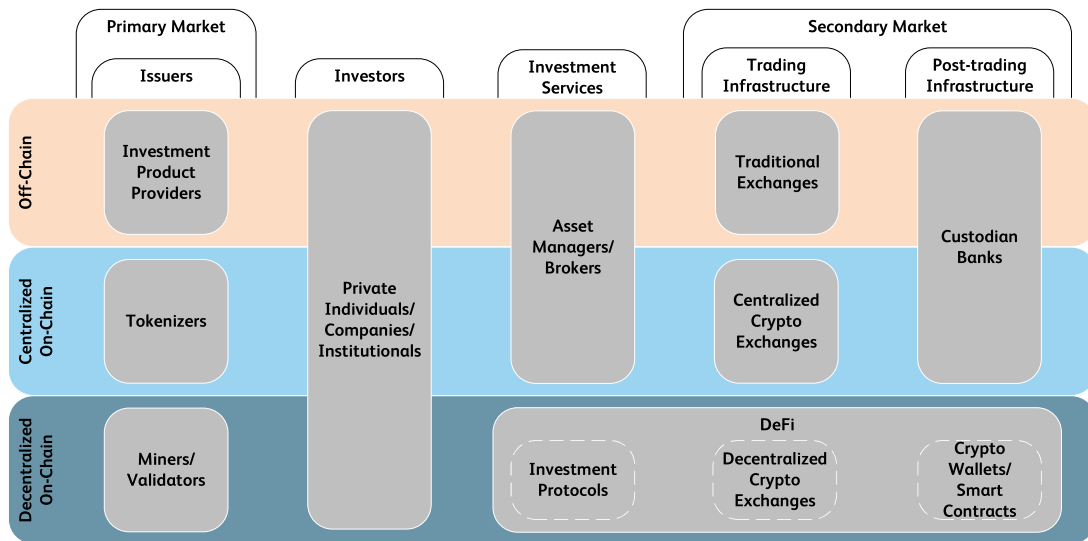 Primary Market
Secondary Market
Issuers
Investors
Investment
Services
Trading
Infrastructure
Post-trading
Infrastructure
Off-Chain
Investment
Product
Providers
Traditional
Exchanges
Asset
Managers/
Brokers
Custodian
Banks
Private
Individuals/
Companies/
Institutionals
Centralized
On-Chain
Tokenizers
Centralized
Crypto
Exchanges
Decentralized
On-Chain
Miners/
Validators
DeFi
Investment
Protocols
Decentralized
Crypto
Exchanges
Crypto
Wallets/
Smart
Contracts